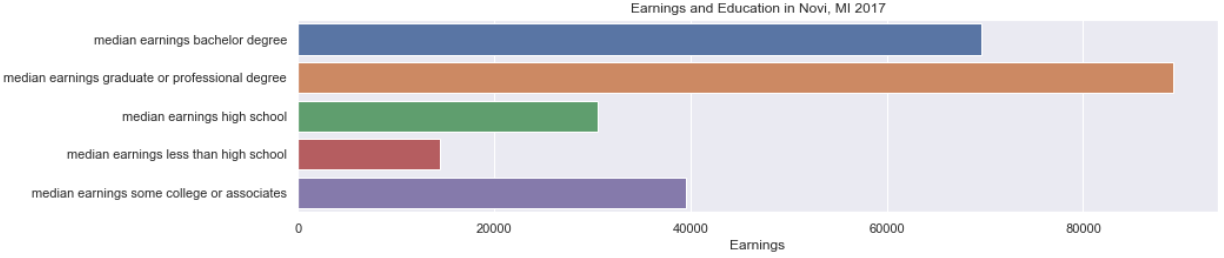 Earnings and Education in Novi, MI 2017
median earnings bachelor degree
median earnings graduate or professional degree
median earnings high school
median earnings less than high school
median earnings some college or associates
0 20000 40000 60000 80000
Earnings